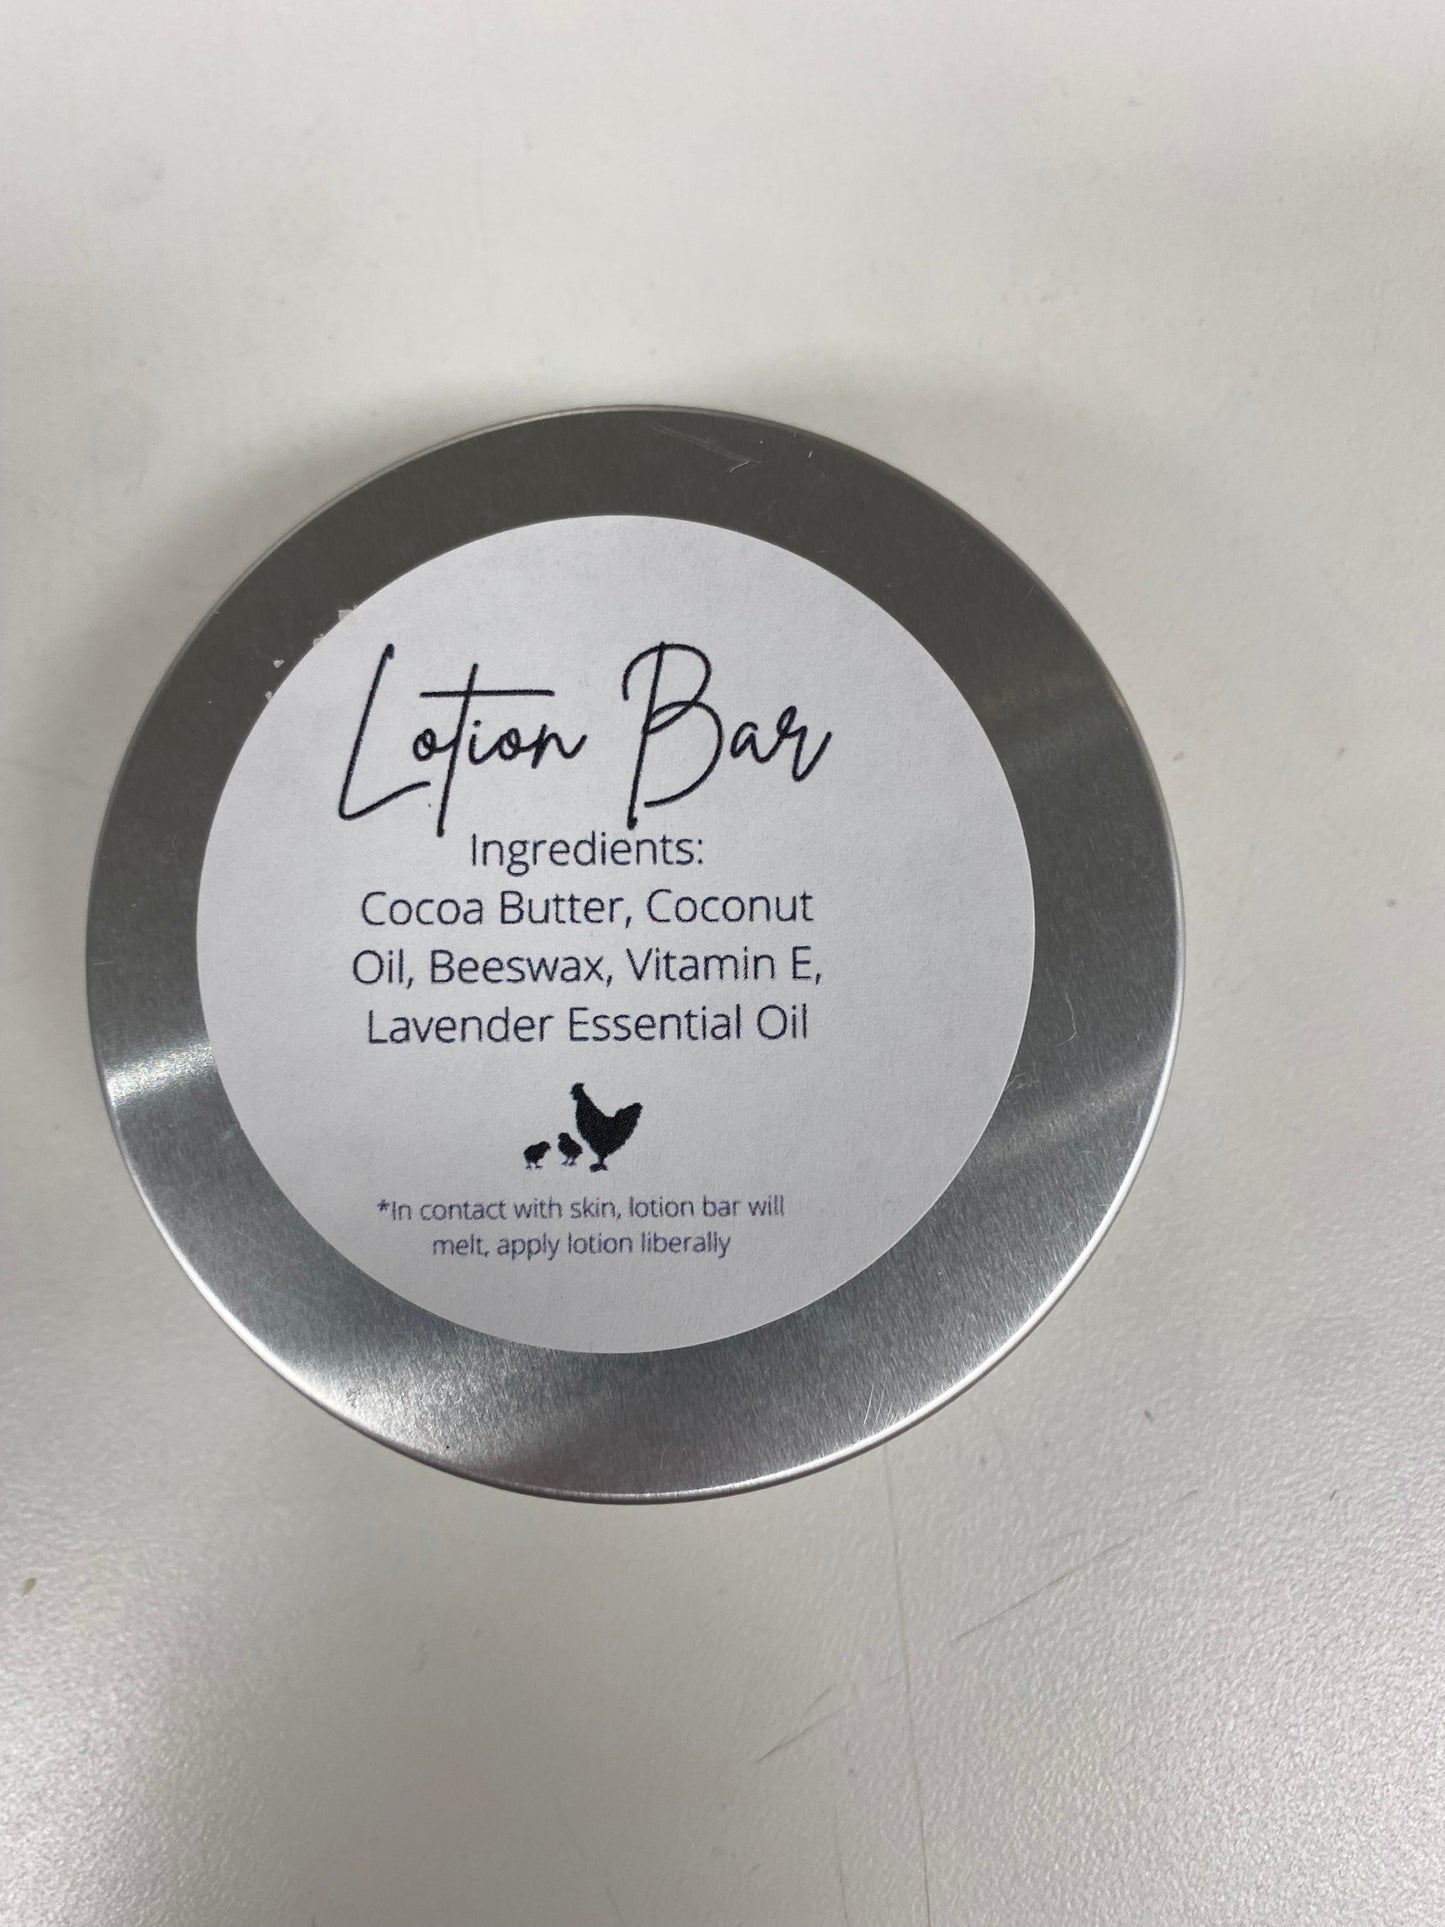 Lotion Bar
Ingredients:
Cocoa Butter, Coconut
Oil, Beeswax, Vitamin E,
Lavender Essential Oil
*In contact with skin, lotion bar will
melt, apply lotion liberally